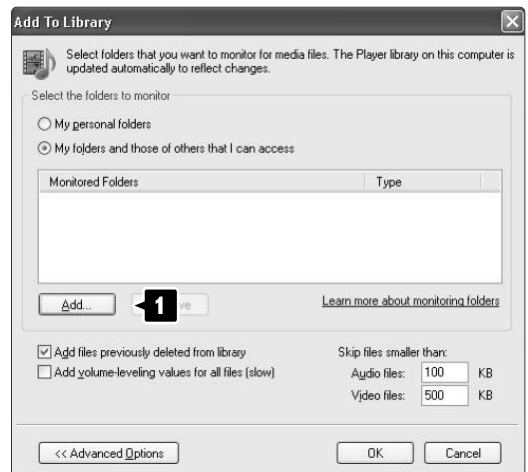 Add To Library
Select folders that you want to monitor for media files. The Player library on this computer is
updated automatically to reflect changes.
Select the folders to monitor
My personal folders
My folders and those of others that I can access
Monitored Folders Type
Add... 1 ve Learn more about monitoring folders
Add files previously deleted from library Skip files smaller than:
Add volume-leveling values for all files (slow) Audio files: 100 KB
Video files: 500 KB
<< Advanced Options OK Cancel